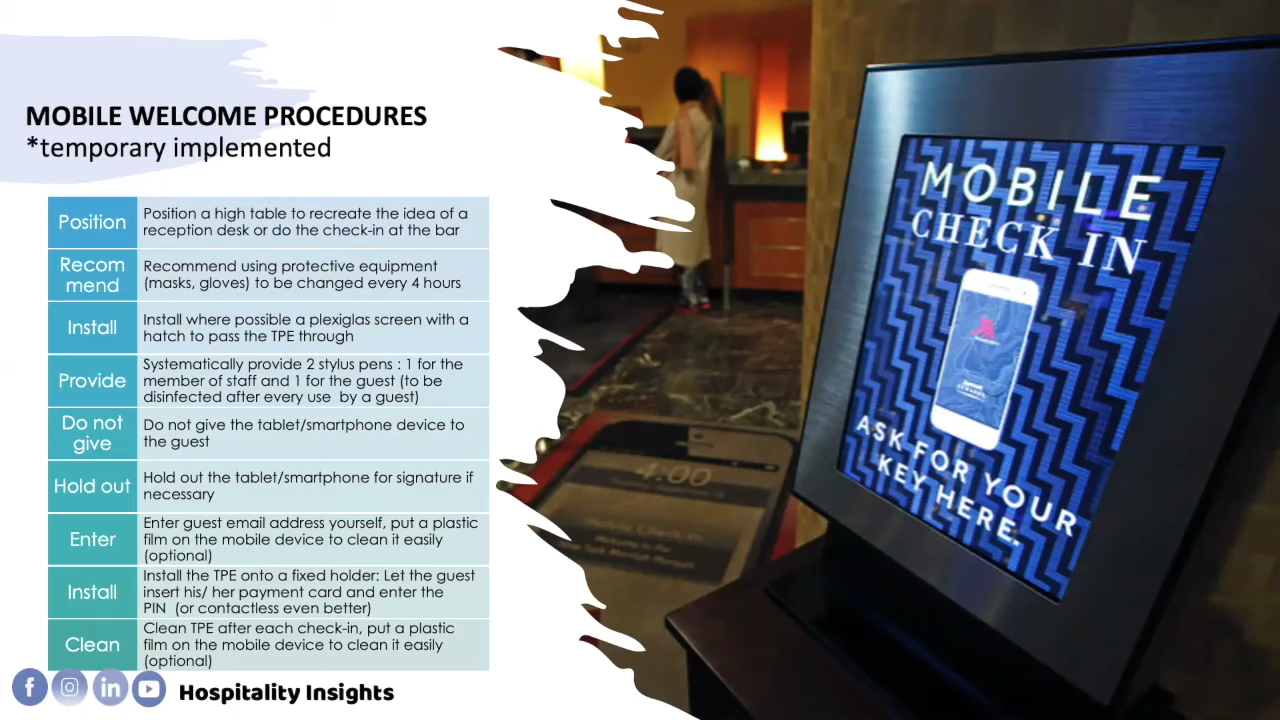 MOBILE WELCOME PROCEDURES
*temporary implemented
Position
Position a high table to recreate the idea of a
reception desk or do the check-in at the bar
Recom
mend
Recommend using protective equipment
(masks, gloves) to be changed every 4 hours
Install
Install where possible a plexiglas screen with a
hatch to pass the TPE through
Provide
Systematically provide 2 stylus pens : 1 for the
member of staff and 1 for the guest (to be
disinfected after every use by a guest)
Do not
give
Do not give the tablet/smartphone device to
the guest
Hold out
Hold out the tablet/smartphone for signature if
necessary
Enter
Enter guest email address yourself, put a plastic
film on the mobile device to clean it easily
(optional)
Install
Install the TPE onto a fixed holder: Let the guest
insert his/ her payment card and enter the
PIN (or contactless even better)
Clean
Clean TPE after each check-in, put a plastic
film on the mobile device to clean it easily
(optional)
Hospitality Insights
MOBILE
CHECK IN
ASK FOR YOUR
KEY HERE.
4:00
Mobile Check-in